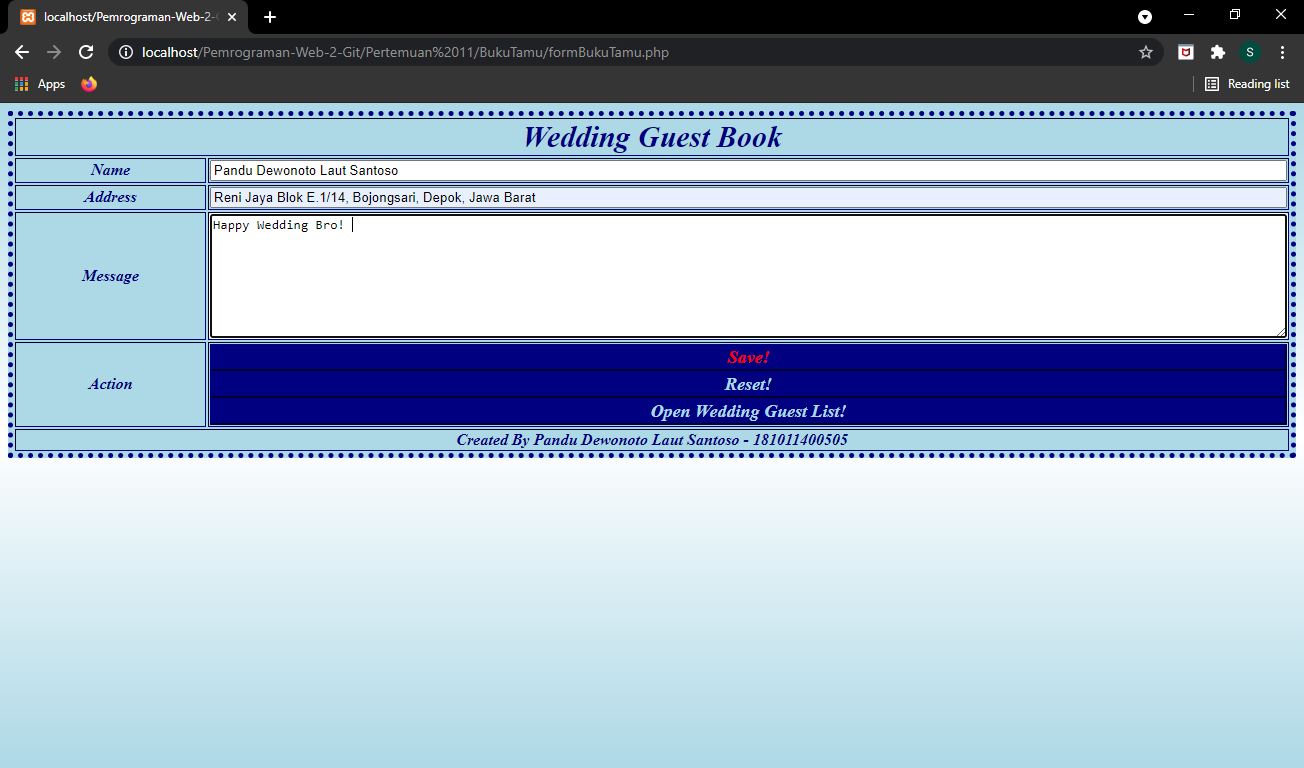 localhost/Pemrograman-Web-2-G
localhost/Pemrograman-Web-2-Git/Pertemuan%2011/BukuTamu/formBukuTamu.php
S
Apps
Reading list
Wedding Guest Book
Name
Pandu Dewonoto Laut Santoso
Address
Reni Jaya Blok E.1/14, Bojongsari, Depok, Jawa Barat
Message
Happy Wedding Bro!
Action
Save!
Reset!
Open Wedding Guest List!
Created By Pandu Dewonoto Laut Santoso - 181011400505